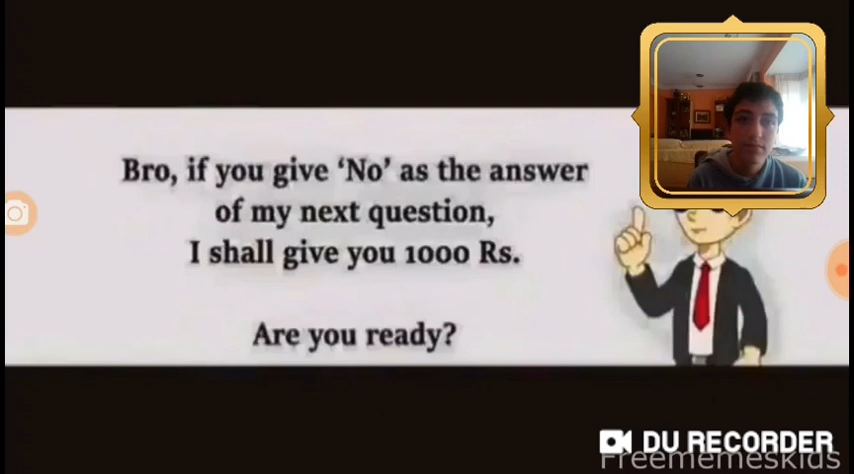 Bro, if you give ‘No’ as the answer
of my next question,
I shall give you 1000 Rs.
Are you ready?
DU RECORDER
Freememeskids